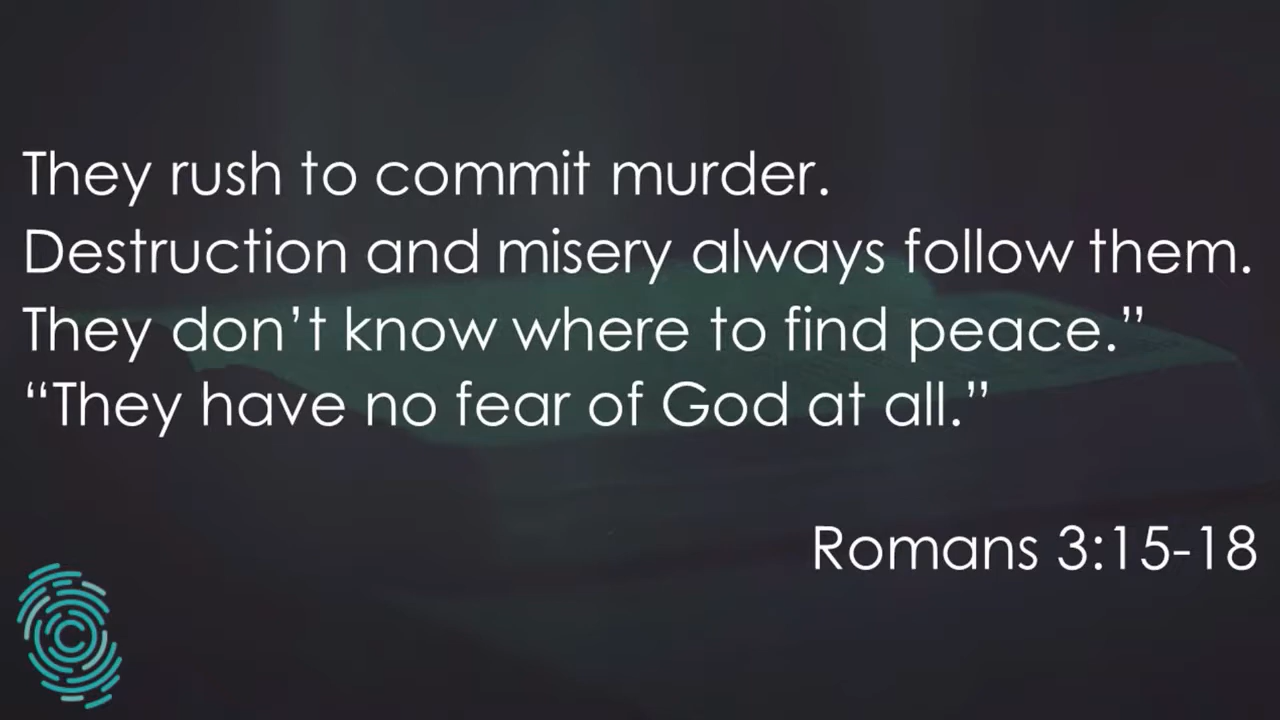 They rush to commit murder.
Destruction and misery always follow them.
They don’t know where to find peace.”
“They have no fear of God at all.”
Romans 3:15-18